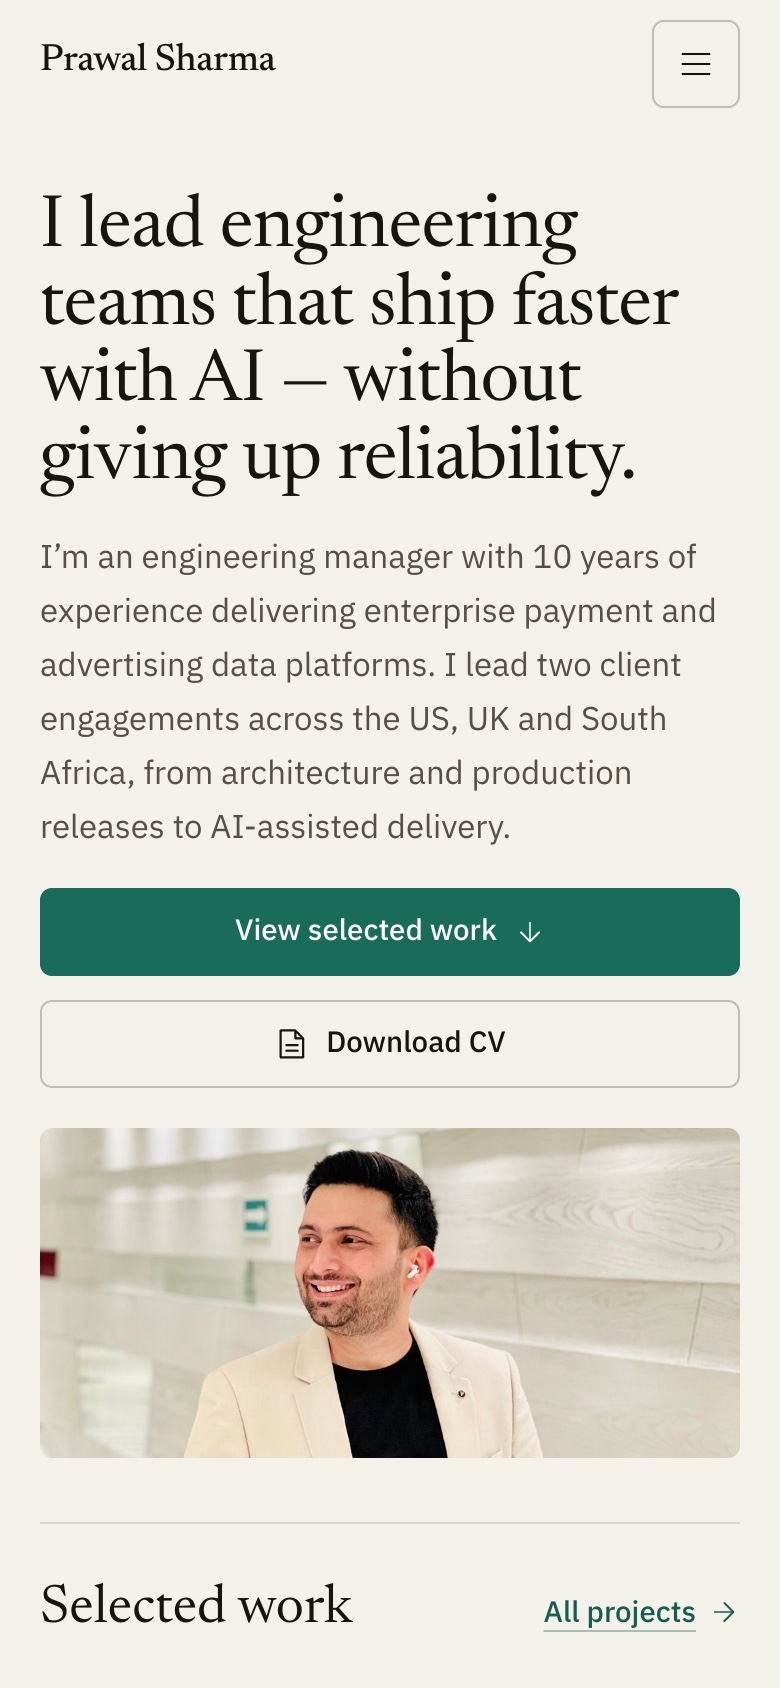 Prawal Sharma
I lead engineering
teams that ship faster
with AI — without
giving up reliability.
I’m an engineering manager with 10 years of
experience delivering enterprise payment and
advertising data platforms. I lead two client
engagements across the US, UK and South
Africa, from architecture and production
releases to AI-assisted delivery.
View selected work ↓
Download CV
Selected work
All projects →